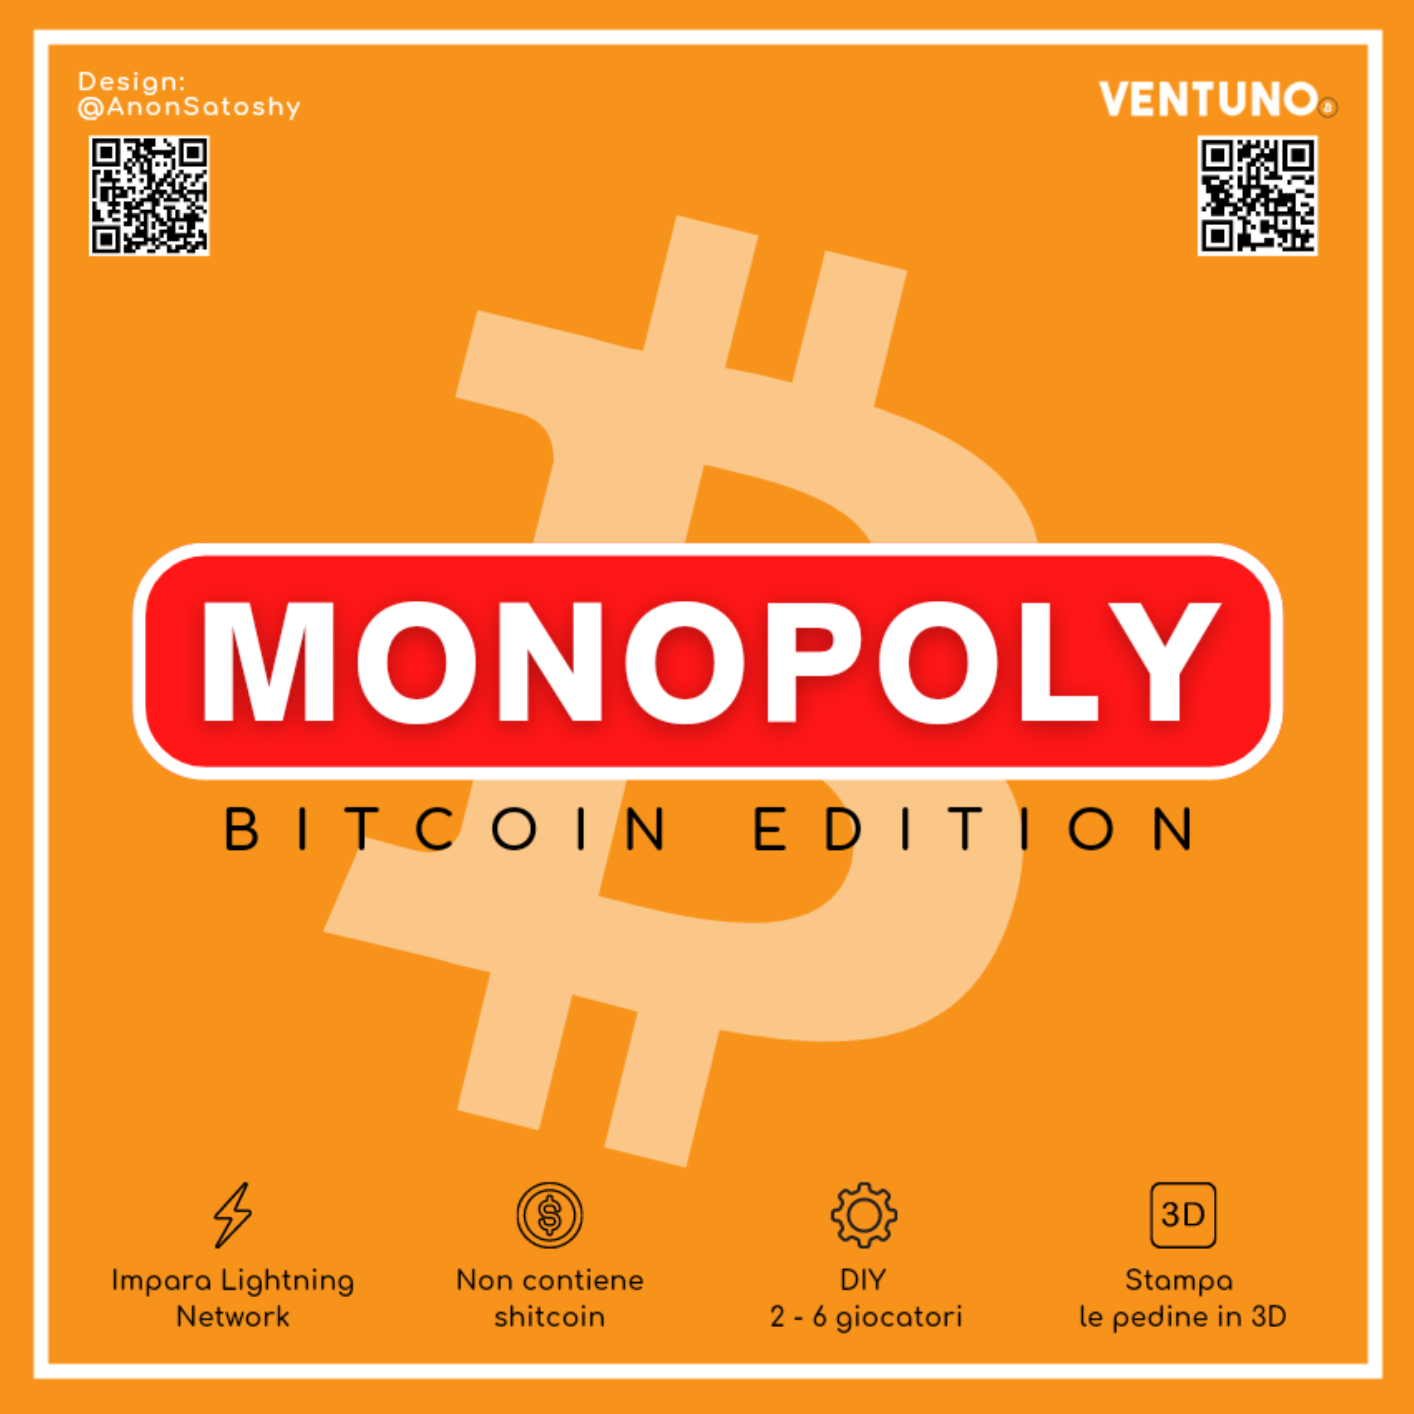 Design:
@AnonSatoshy
VENTUNO
MONOPOLY
BITCOIN EDITION
3D
Impara Lightning
Network
Non contiene
shitcoin
DIY
2 - 6 giocatori
Stampa
le pedine in 3D